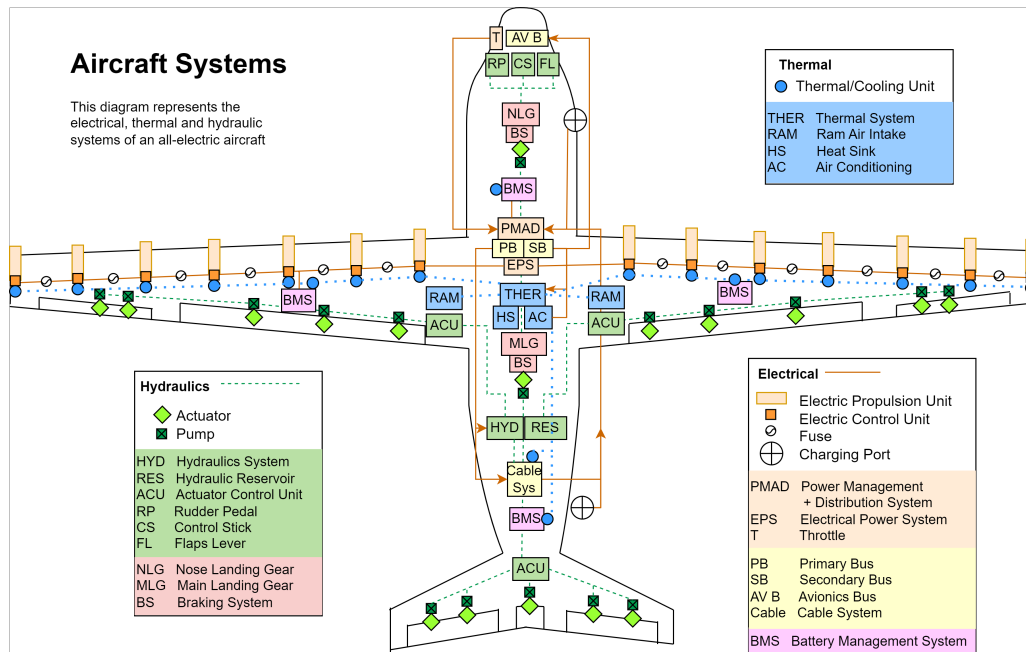 Aircraft Systems
This diagram represents the
electrical, thermal and hydraulic
systems of an all-electric aircraft
T
AV B
RP
CS
FL
NLG
BS
BMS
PMAD
PB
SB
EPS
BMS
RAM
THER
RAM
BMS
ACU
HS
AC
ACU
MLG
BS
HYD
RES
Cable
Sys
BMS
ACU
Thermal
Thermal/Cooling Unit
THER Thermal System
RAM Ram Air Intake
HS Heat Sink
AC Air Conditioning
Hydraulics
Actuator
Pump
HYD Hydraulics System
RES Hydraulic Reservoir
ACU Actuator Control Unit
RP Rudder Pedal
CS Control Stick
FL Flaps Lever
NLG Nose Landing Gear
MLG Main Landing Gear
BS Braking System
Electrical
Electric Propulsion Unit
Electric Control Unit
Fuse
Charging Port
PMAD Power Management
+ Distribution System
EPS Electrical Power System
T Throttle
PB Primary Bus
SB Secondary Bus
AV B Avionics Bus
Cable Cable System
BMS Battery Management System